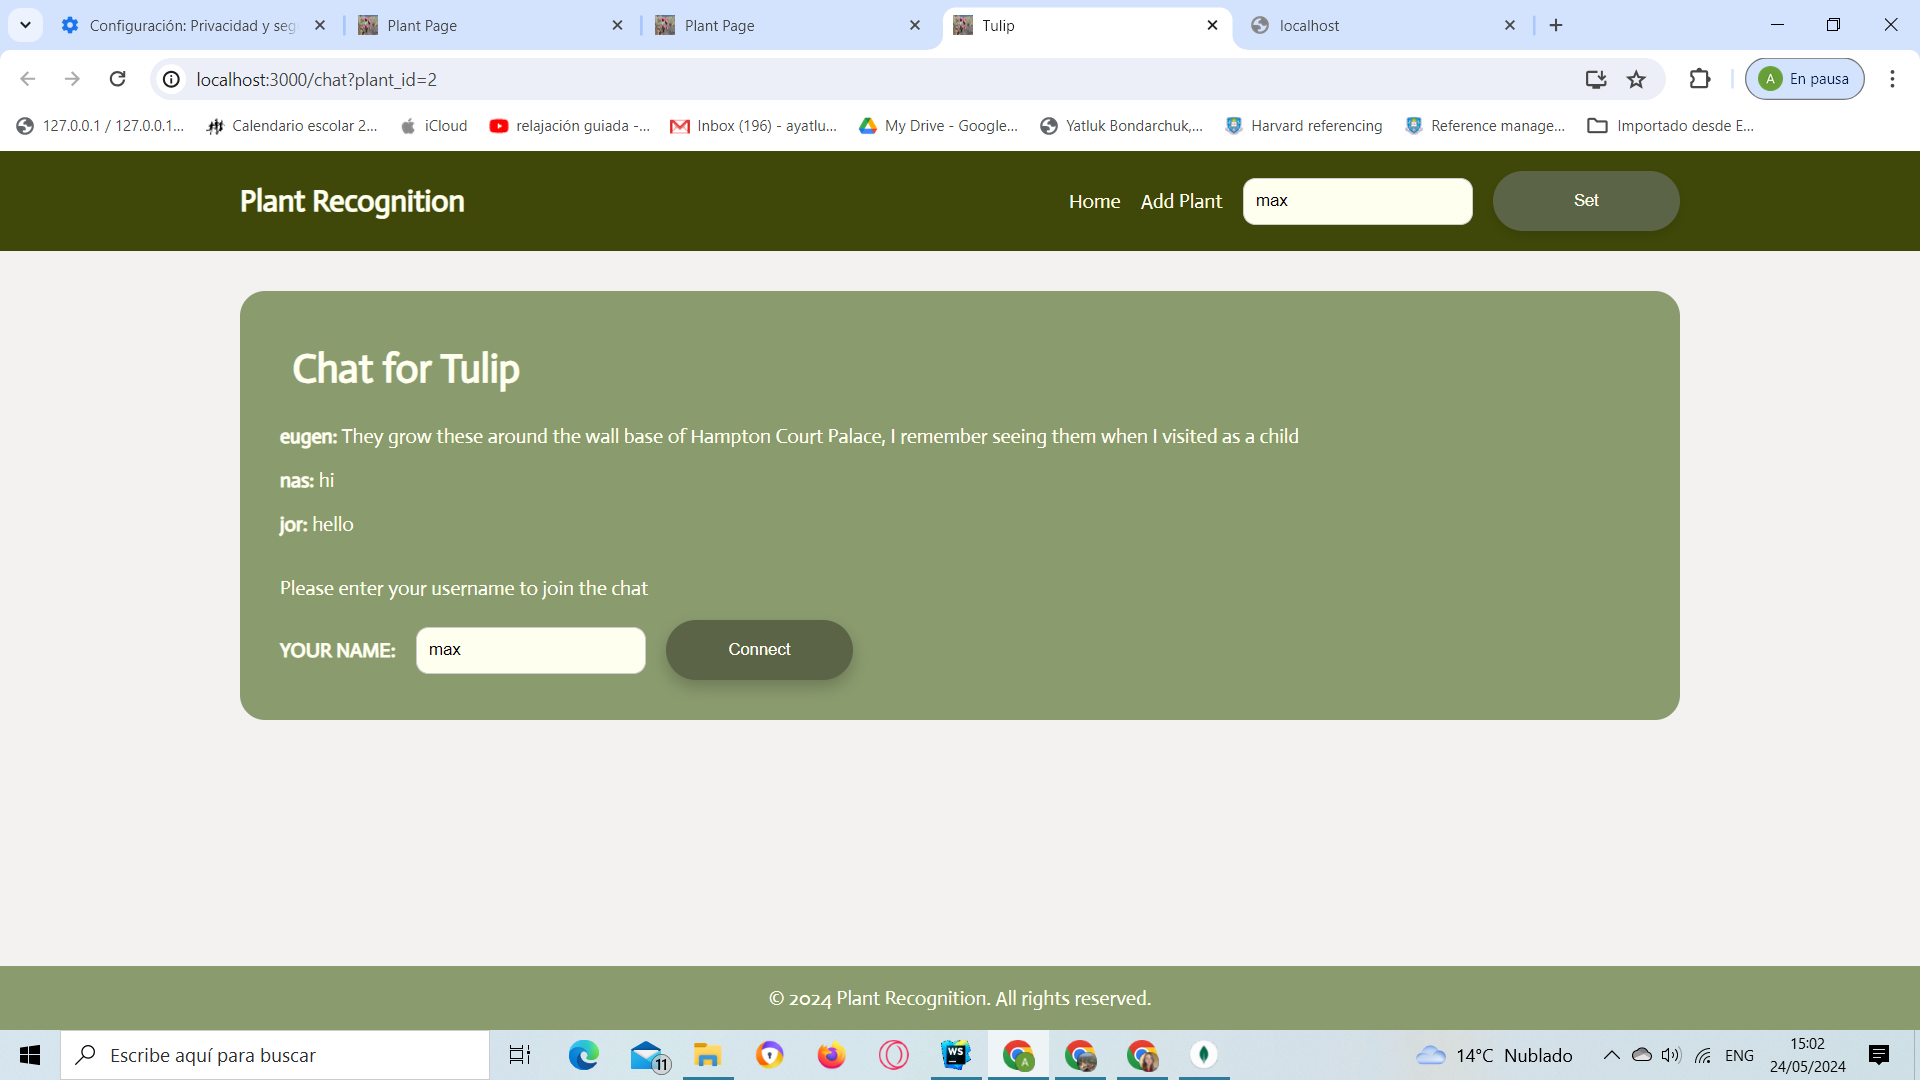 Configuración: Privacidad y seg
Plant Page
Plant Page
Tulip
localhost
localhost:3000/chat?plant_id=2
A
En pausa
127.0.0.1 / 127.0.0.1...
Calendario escolar 2...
iCloud
relajación guiada -...
Inbox (196) - ayatlu...
My Drive - Google...
Yatluk Bondarchuk,...
Harvard referencing
Reference manage...
Importado desde E...
Plant Recognition
Home
Add Plant
max
Set
Chat for Tulip
eugen: They grow these around the wall base of Hampton Court Palace, I remember seeing them when I visited as a child
nas: hi
jor: hello
Please enter your username to join the chat
YOUR NAME:
max
Connect
© 2024 Plant Recognition. All rights reserved.
Escribe aquí para buscar
11
WS
A
14°C Nublado
ENG
15:02
24/05/2024